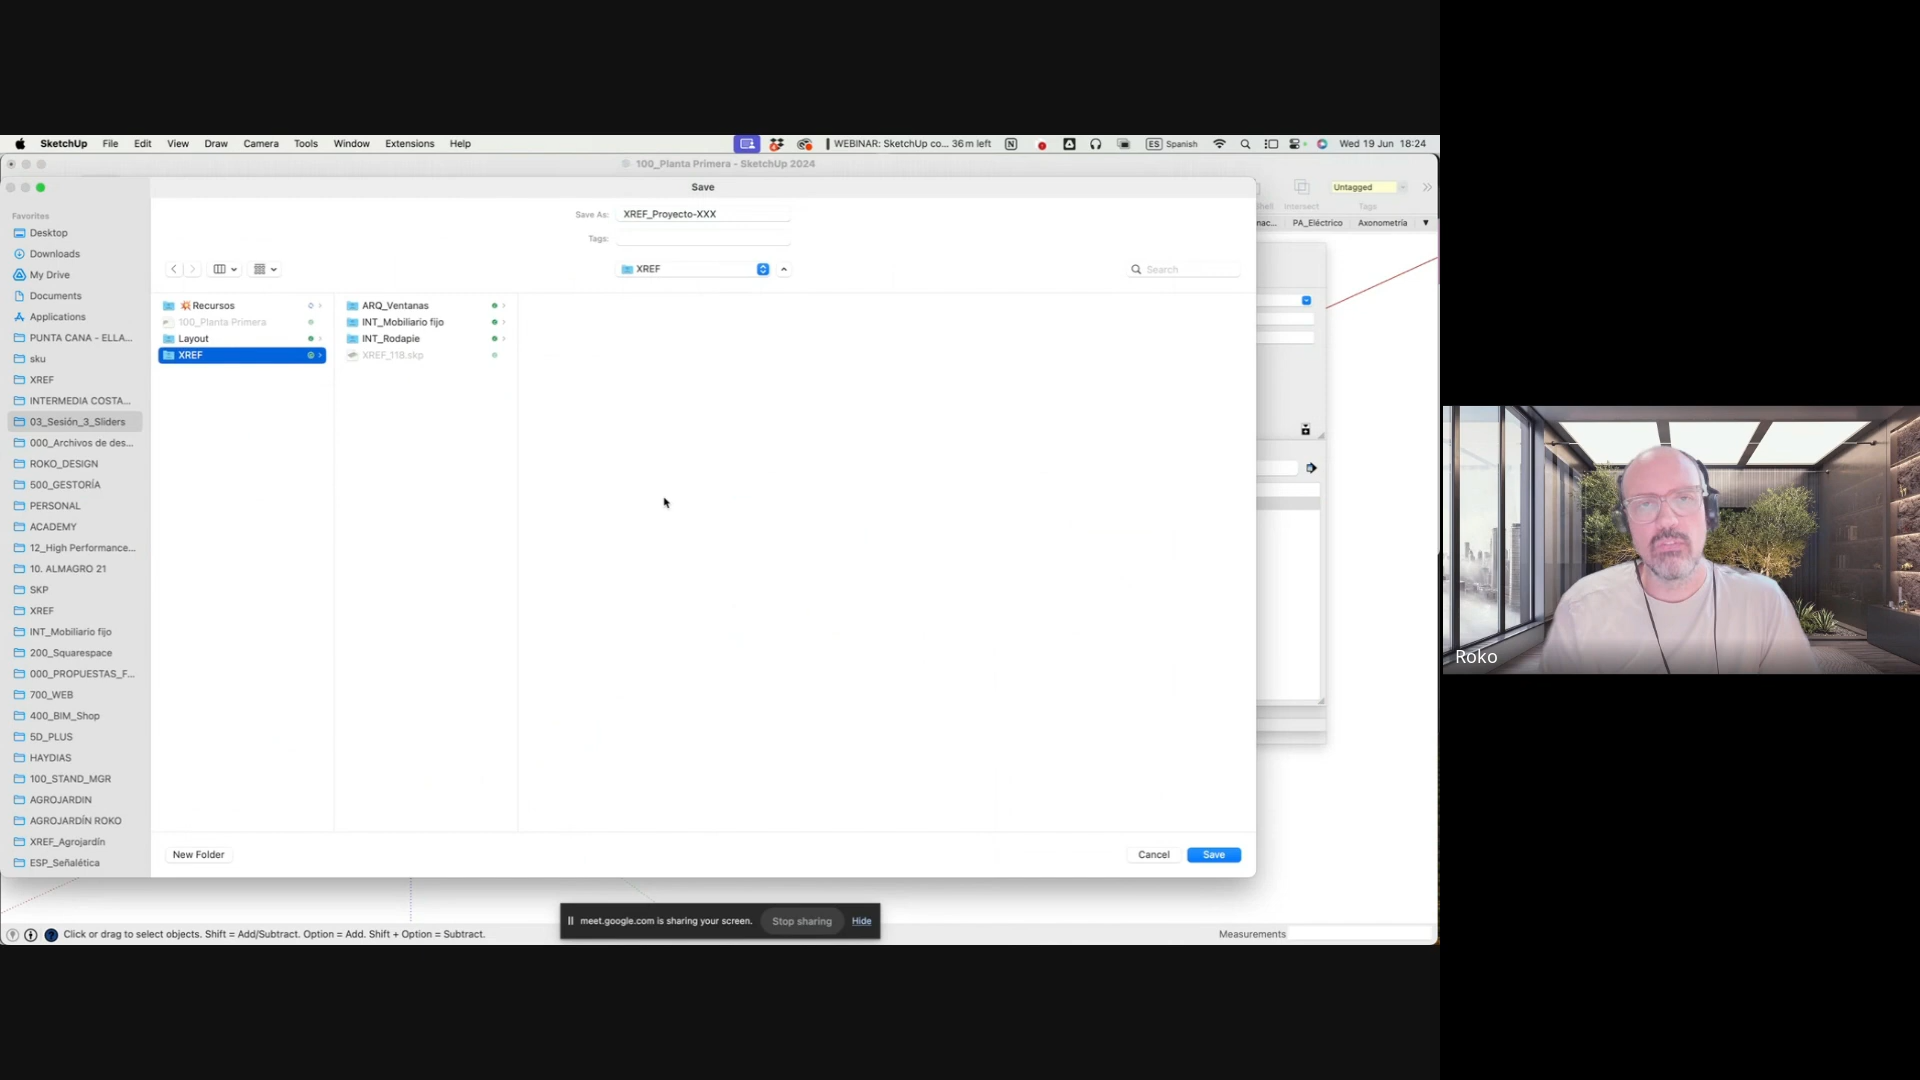 SketchUp File Edit View Draw Camera Tools Window Extensions Help WEBINAR: SketchUp co... 36 m left ES Spanish Wed 19 Jun 18:24
100_Planta Primera - SketchUp 2024
Save
Untagged
Intersect Tags
PA_Eléctrico Axonometría
Save As: XREF_Proyecto-XXX
Tags:
XREF
Search
Favorites
Desktop
Downloads
My Drive
Documents
Applications
PUNTA CANA - ELLA...
sku
XREF
INTERMEDIA COSTA...
03_Sesión_3_Sliders
000_Archivos de des...
ROKO_DESIGN
500_GESTORÍA
PERSONAL
ACADEMY
12_High Performance...
10. ALMAGRO 21
SKP
XREF
INT_Mobiliario fijo
200_Squarespace
000_PROPUESTAS_F...
700_WEB
400_BIM_Shop
5D_PLUS
HAYDIAS
100_STAND_MGR
AGROJARDIN
AGROJARDÍN ROKO
XREF_Agrojardín
ESP_Señalética
Recursos
100_Planta Primera
Layout
XREF
ARQ_Ventanas
INT_Mobiliario fijo
INT_Rodapie
XREF_118.skp
New Folder
Cancel Save
meet.google.com is sharing your screen. Stop sharing Hide
Click or drag to select objects. Shift = Add/Subtract. Option = Add. Shift + Option = Subtract.
Measurements
Roko